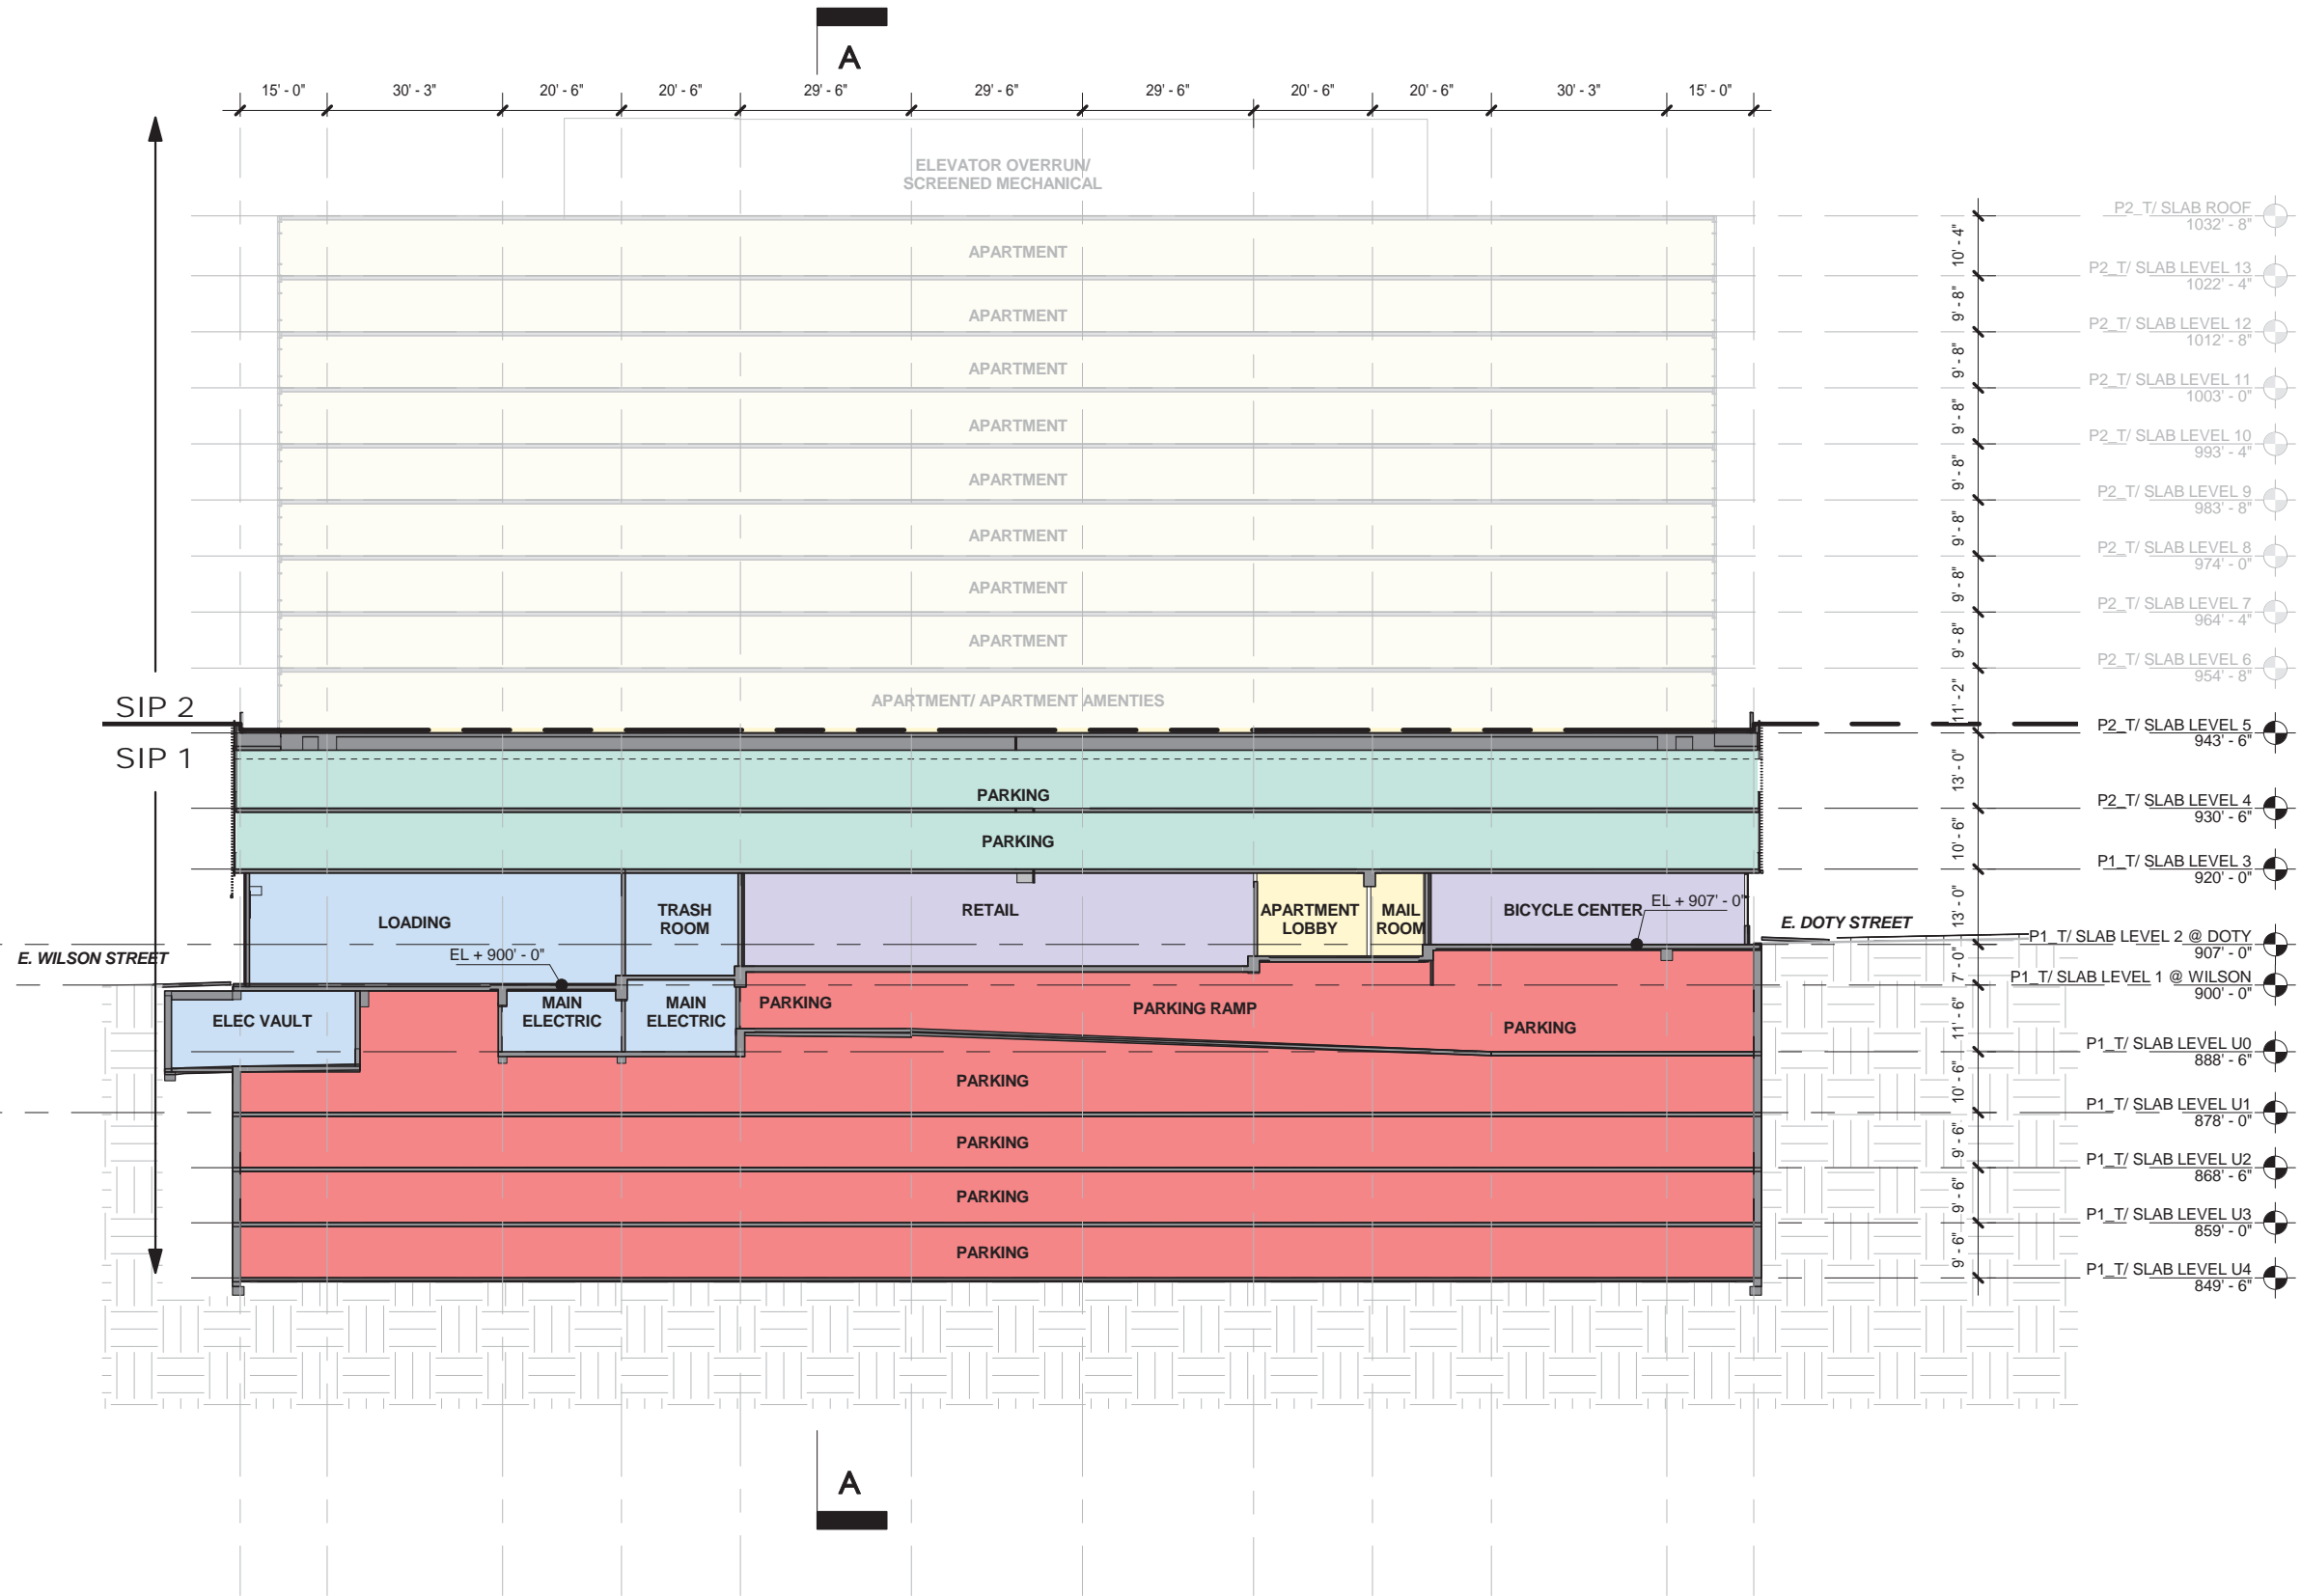 A
15' - 0" 30' - 3" 20' - 6" 20' - 6" 29' - 6" 29' - 6" 29' - 6" 20' - 6" 20' - 6" 30' - 3" 15' - 0"
ELEVATOR OVERRUN/
SCREENED MECHANICAL
P2_T/ SLAB ROOF
1032' - 8"
10' - 4"
APARTMENT
P2_T/ SLAB LEVEL 13
1022' - 4"
9' - 8"
APARTMENT
P2_T/ SLAB LEVEL 12
1012' - 8"
9' - 8"
APARTMENT
P2_T/ SLAB LEVEL 11
1003' - 0"
9' - 8"
APARTMENT
P2_T/ SLAB LEVEL 10
993' - 4"
9' - 8"
APARTMENT
P2_T/ SLAB LEVEL 9
983' - 8"
9' - 8"
APARTMENT
P2_T/ SLAB LEVEL 8
974' - 0"
9' - 8"
APARTMENT
P2_T/ SLAB LEVEL 7
964' - 4"
9' - 8"
APARTMENT
P2_T/ SLAB LEVEL 6
954' - 8"
11' - 2"
APARTMENT/ APARTMENT AMENTIES
SIP 2
P2_T/ SLAB LEVEL 5
943' - 6"
SIP 1
13' - 0"
PARKING
P2_T/ SLAB LEVEL 4
930' - 6"
10' - 6"
PARKING
P1_T/ SLAB LEVEL 3
920' - 0"
13' - 0"
LOADING
TRASH
ROOM
RETAIL
APARTMENT
LOBBY
MAIL
ROOM
BICYCLE CENTER
EL + 907' - 0"
E. DOTY STREET
P1_T/ SLAB LEVEL 2 @ DOTY
907' - 0"
7' - 0"
E. WILSON STREET
EL + 900' - 0"
P1_T/ SLAB LEVEL 1 @ WILSON
900' - 0"
11' - 6"
ELEC VAULT
MAIN
ELECTRIC
MAIN
ELECTRIC
PARKING
PARKING RAMP
PARKING
P1_T/ SLAB LEVEL U0
888' - 6"
10' - 6"
PARKING
P1_T/ SLAB LEVEL U1
878' - 0"
9' - 6"
PARKING
P1_T/ SLAB LEVEL U2
868' - 6"
9' - 6"
PARKING
P1_T/ SLAB LEVEL U3
859' - 0"
9' - 6"
PARKING
P1_T/ SLAB LEVEL U4
849' - 6"
A